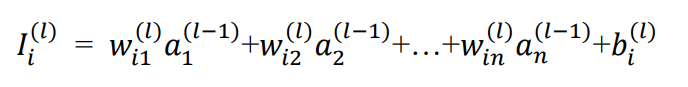 I_i^{(l)} = w_{i1}^{(l)} a_1^{(l-1)} + w_{i2}^{(l)} a_2^{(l-1)} + ... + w_{in}^{(l)} a_n^{(l-1)} + b_i^{(l)}